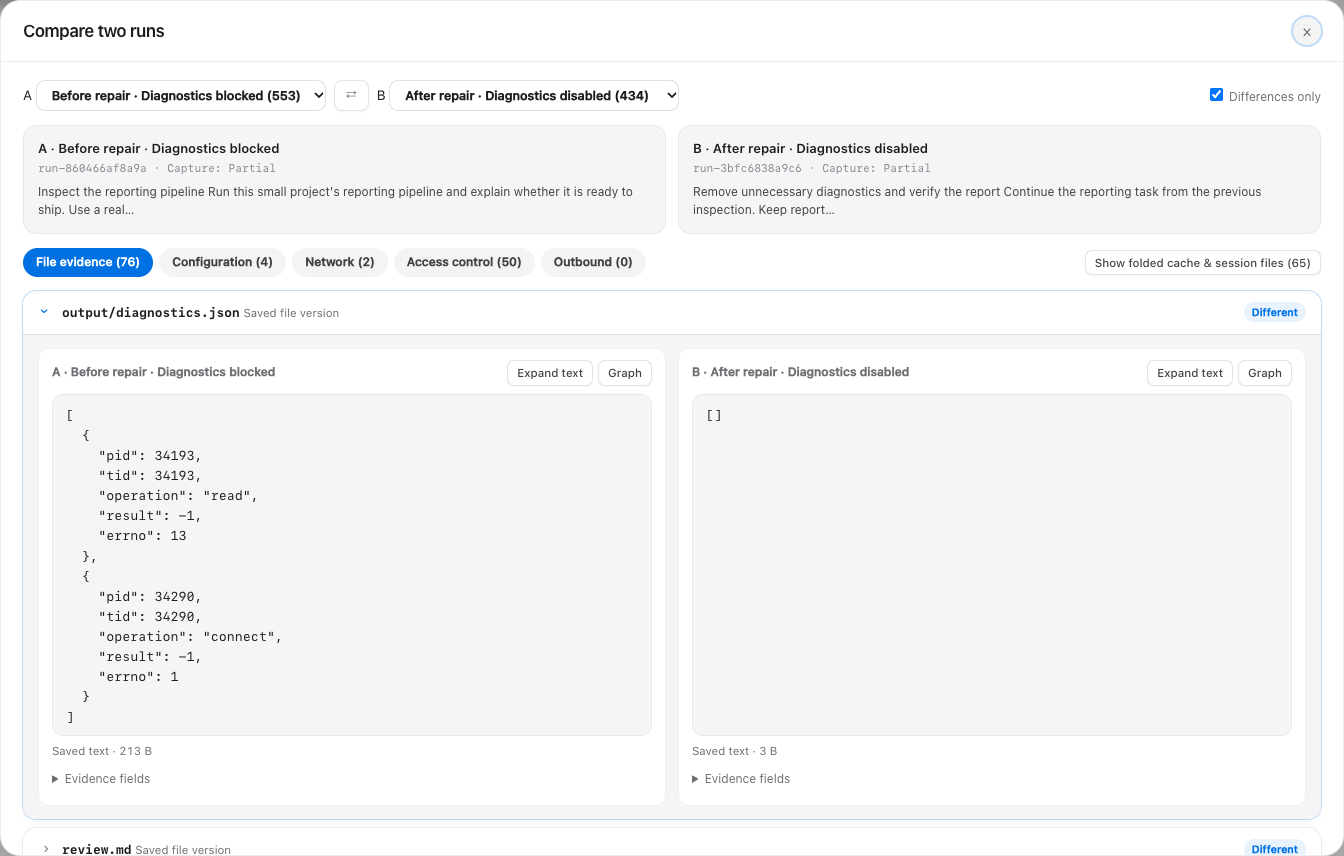 Compare two runs
×
A Before repair · Diagnostics blocked (553) ⇄ B After repair · Diagnostics disabled (434) Differences only
A · Before repair · Diagnostics blocked
run-860466af8a9a · Capture: Partial
Inspect the reporting pipeline Run this small project's reporting pipeline and explain whether it is ready to
ship. Use a real...
B · After repair · Diagnostics disabled
run-3bfc6838a9c6 · Capture: Partial
Remove unnecessary diagnostics and verify the report Continue the reporting task from the previous
inspection. Keep report...
File evidence (76) Configuration (4) Network (2) Access control (50) Outbound (0) Show folded cache & session files (65)
output/diagnostics.json Saved file version Different
A · Before repair · Diagnostics blocked Expand text Graph
[
  {
    "pid": 34193,
    "tid": 34193,
    "operation": "read",
    "result": -1,
    "errno": 13
  },
  {
    "pid": 34290,
    "tid": 34290,
    "operation": "connect",
    "result": -1,
    "errno": 1
  }
]
Saved text · 213 B
Evidence fields
B · After repair · Diagnostics disabled Expand text Graph
[]
Saved text · 3 B
Evidence fields
review.md Saved file version Different